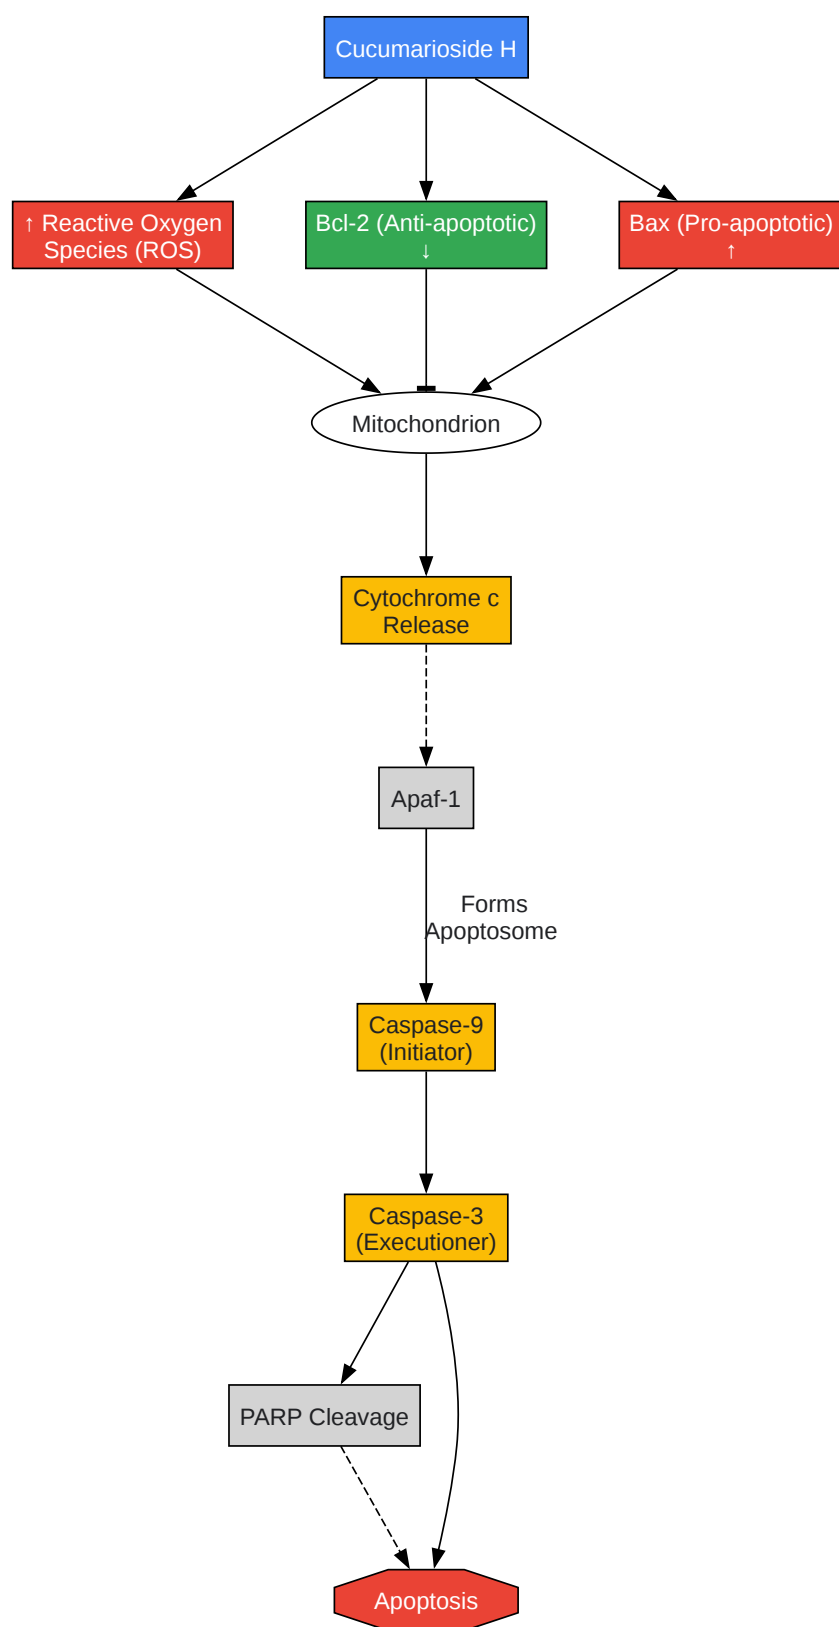 Cucumarioside H
↑ Reactive Oxygen
Species (ROS)
Bcl-2 (Anti-apoptotic)
↓
Bax (Pro-apoptotic)
↑
Mitochondrion
Cytochrome c
Release
Apaf-1
Forms
Apoptosome
Caspase-9
(Initiator)
Caspase-3
(Executioner)
PARP Cleavage
Apoptosis